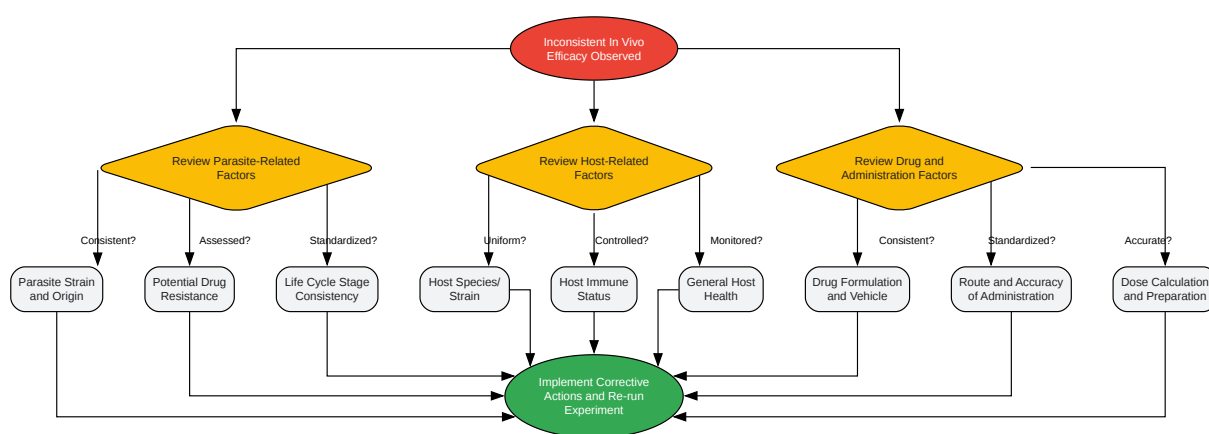 Inconsistent In Vivo
Efficacy Observed
Review Parasite-Related
Factors
Review Host-Related
Factors
Review Drug and
Administration Factors
Consistent?
Assessed?
Standardized?
Uniform?
Controlled?
Monitored?
Consistent?
Standardized?
Accurate?
Parasite Strain
and Origin
Potential Drug
Resistance
Life Cycle Stage
Consistency
Host Species/
Strain
Host Immune
Status
General Host
Health
Drug Formulation
and Vehicle
Route and Accuracy
of Administration
Dose Calculation
and Preparation
Implement Corrective
Actions and Re-run
Experiment